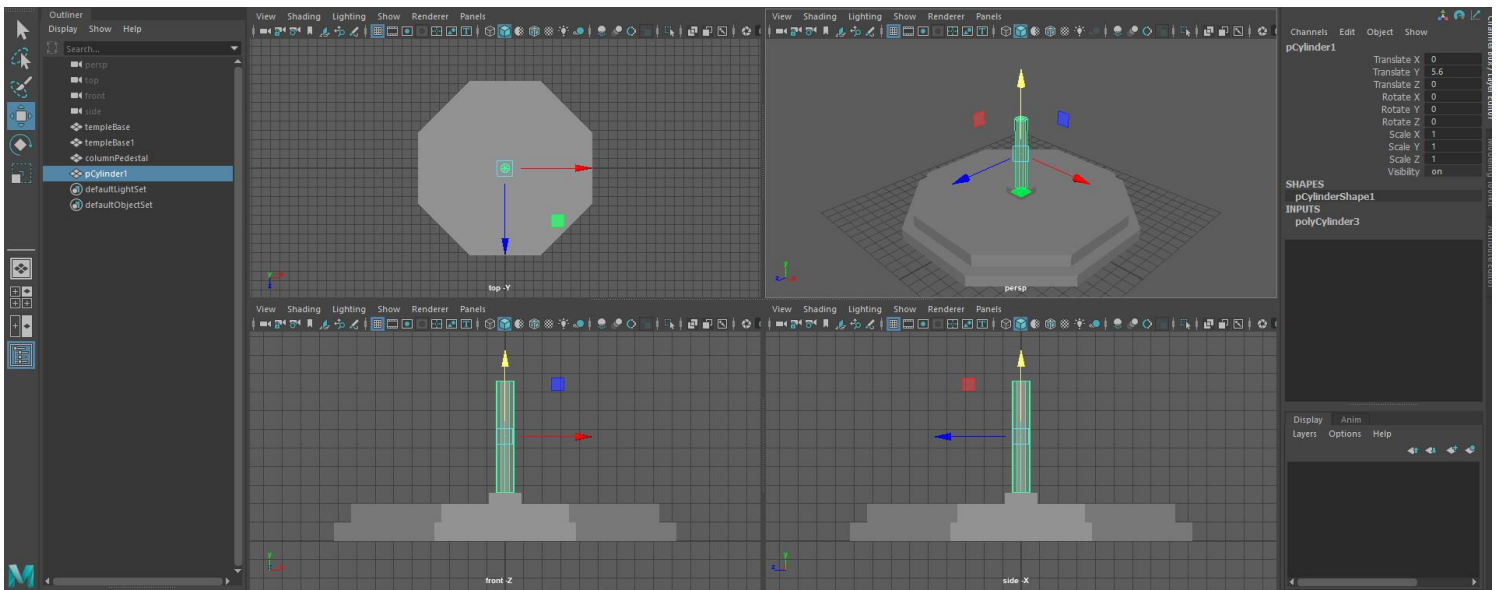 Outliner
Display Show Help
Search...
persp
top
front
side
templeBase
templeBase1
columnPedestal
pCylinder1
defaultLightSet
defaultObjectSet
View Shading Lighting Show Renderer Panels
top -Y
View Shading Lighting Show Renderer Panels
persp
View Shading Lighting Show Renderer Panels
front -Z
View Shading Lighting Show Renderer Panels
side -X
Channels Edit Object Show
pCylinder1
Translate X 0
Translate Y 5.6
Translate Z 0
Rotate X 0
Rotate Y 0
Rotate Z 0
Scale X 1
Scale Y 1
Scale Z 1
Visibility on
SHAPES
pCylinderShape1
INPUTS
polyCylinder3
Display Anim
Layers Options Help